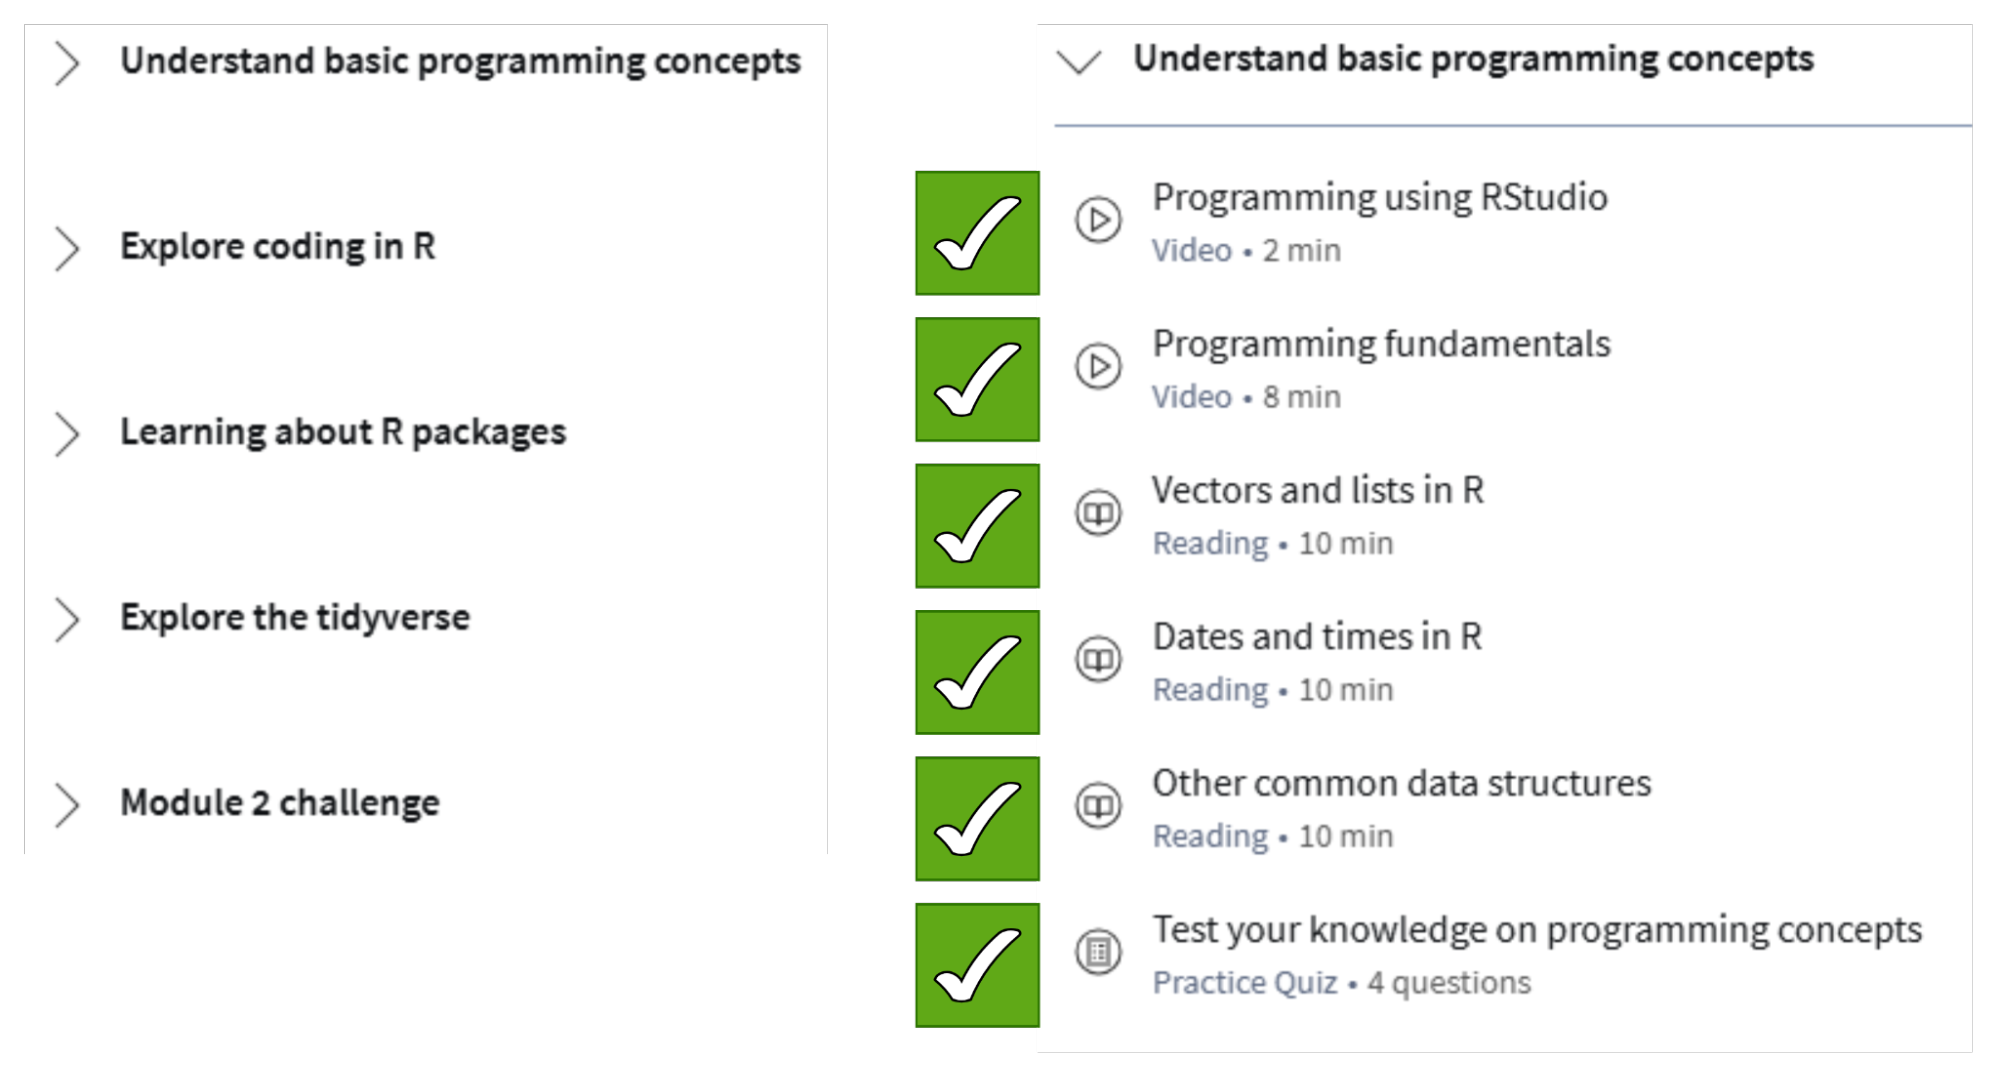 Understand basic programming concepts
Explore coding in R
Learning about R packages
Explore the tidyverse
Module 2 challenge
Understand basic programming concepts
Programming using RStudio
Video • 2 min
Programming fundamentals
Video • 8 min
Vectors and lists in R
Reading • 10 min
Dates and times in R
Reading • 10 min
Other common data structures
Reading • 10 min
Test your knowledge on programming concepts
Practice Quiz • 4 questions